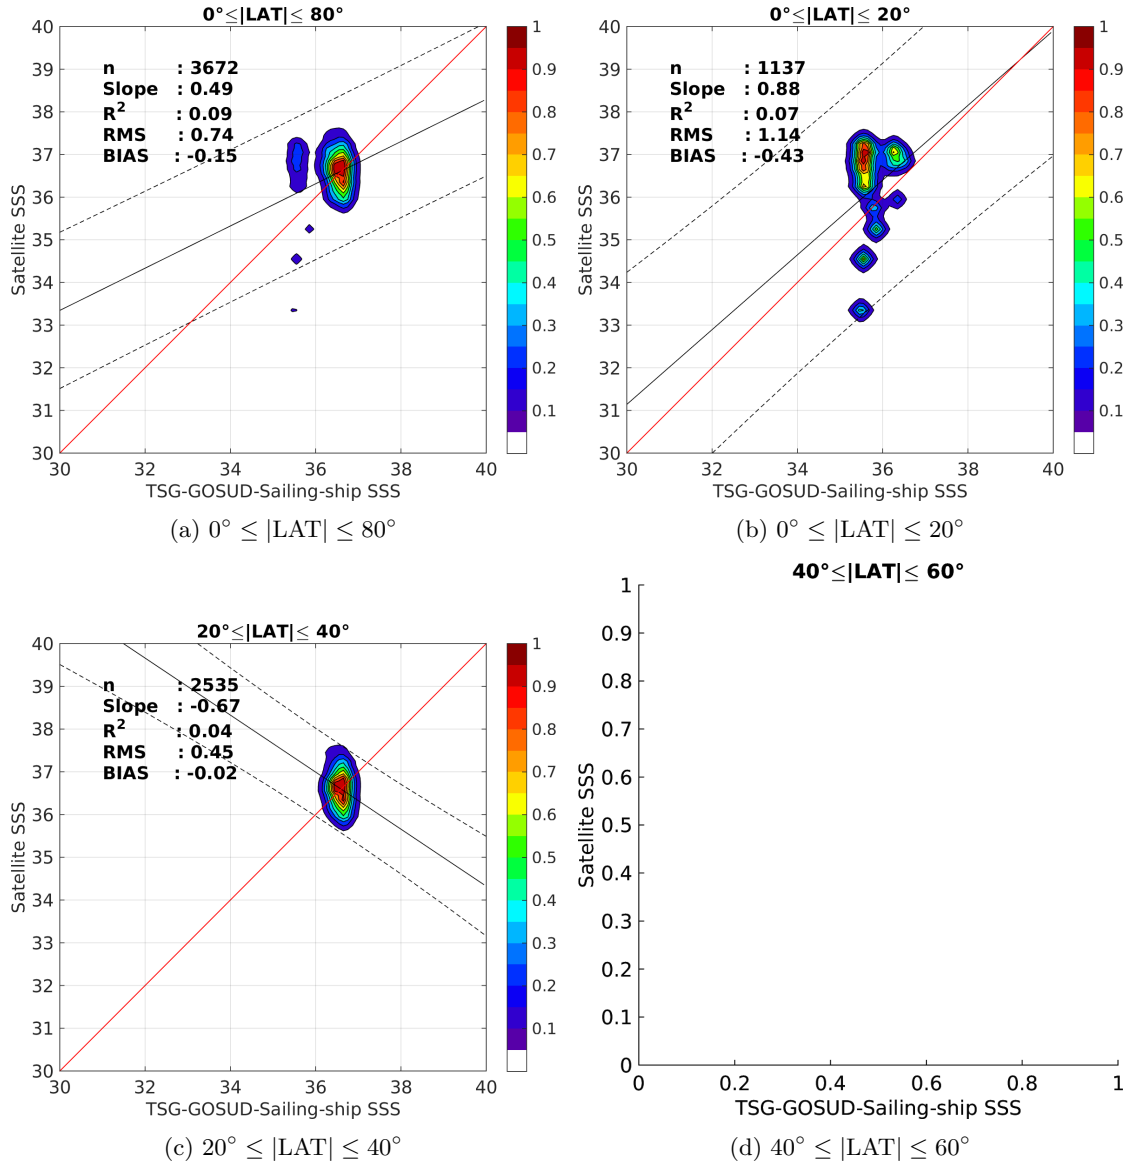 0°≤|LAT|≤ 80°
40
39
38
37
36
35
34
33
32
31
30
Satellite SSS
n : 3672
Slope : 0.49
R² : 0.09
RMS : 0.74
BIAS : -0.15
30 32 34 36 38 40
TSG-GOSUD-Sailing-ship SSS
1
0.9
0.8
0.7
0.6
0.5
0.4
0.3
0.2
0.1
(a) 0° ≤ |LAT| ≤ 80°
0°≤|LAT|≤ 20°
40
39
38
37
36
35
34
33
32
31
30
Satellite SSS
n : 1137
Slope : 0.88
R² : 0.07
RMS : 1.14
BIAS : -0.43
30 32 34 36 38 40
TSG-GOSUD-Sailing-ship SSS
1
0.9
0.8
0.7
0.6
0.5
0.4
0.3
0.2
0.1
(b) 0° ≤ |LAT| ≤ 20°
20°≤|LAT|≤ 40°
40
39
38
37
36
35
34
33
32
31
30
Satellite SSS
n : 2535
Slope : -0.67
R² : 0.04
RMS : 0.45
BIAS : -0.02
30 32 34 36 38 40
TSG-GOSUD-Sailing-ship SSS
1
0.9
0.8
0.7
0.6
0.5
0.4
0.3
0.2
0.1
(c) 20° ≤ |LAT| ≤ 40°
40°≤|LAT|≤ 60°
1
0.9
0.8
0.7
0.6
0.5
0.4
0.3
0.2
0.1
0
Satellite SSS
0 0.2 0.4 0.6 0.8 1
TSG-GOSUD-Sailing-ship SSS
(d) 40° ≤ |LAT| ≤ 60°